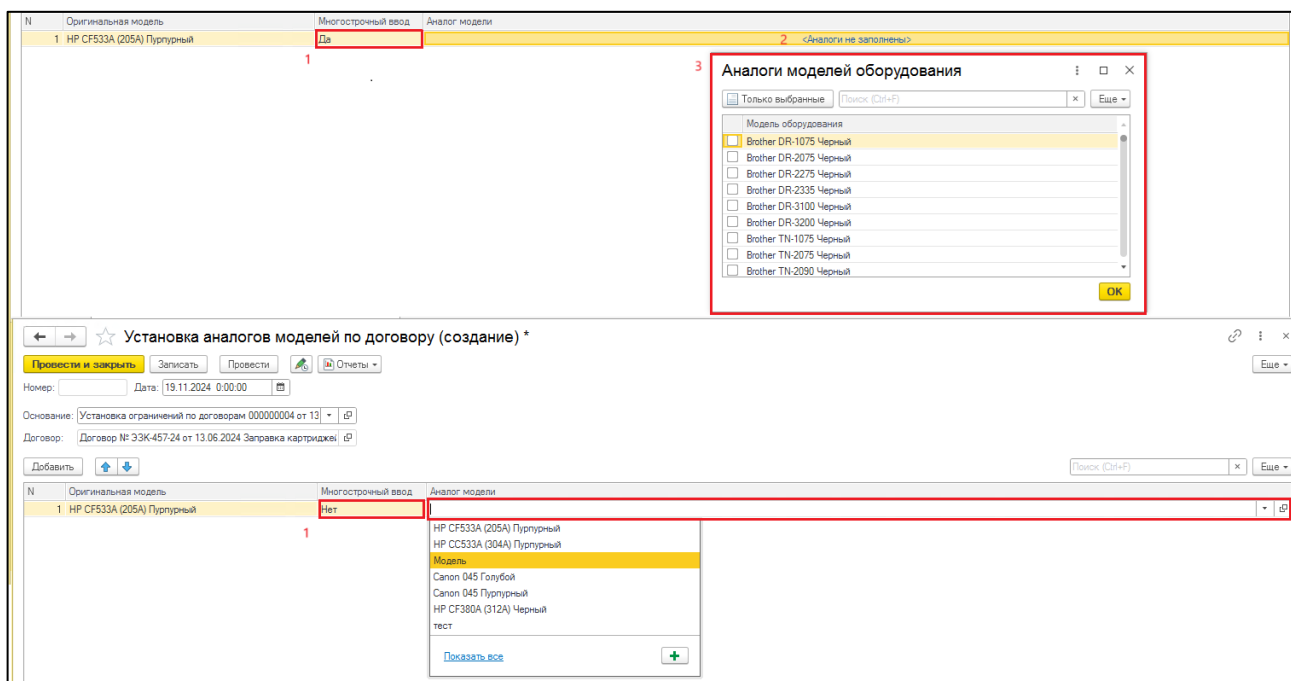 N Оригинальная модель Многострочный ввод Аналог модели
1 HP CF533A (205A) Пурпурный Да 2 <Аналоги не заполнены>
1
3
Аналоги моделей оборудования
Только выбранные Поиск (Ctrl+F) × Еще
Модель оборудования
Brother DR-1075 Черный
Brother DR-2075 Черный
Brother DR-2275 Черный
Brother DR-2335 Черный
Brother DR-3100 Черный
Brother DR-3200 Черный
Brother TN-1075 Черный
Brother TN-2075 Черный
Brother TN-2090 Черный
ОК
Установка аналогов моделей по договору (создание) *
Провести и закрыть Записать Провести Отчеты Еще
Номер: Дата: 19.11.2024 0:00:00
Основание: Установка ограничений по договорам 000000004 от 13
Договор: Договор № ЭЗК-457-24 от 13.06.2024 Заправка картридже
Добавить Поиск (Ctrl+F) × Еще
N Оригинальная модель Многострочный ввод Аналог модели
1 HP CF533A (205A) Пурпурный Нет
1
HP CF533A (205A) Пурпурный
HP CC533A (304A) Пурпурный
Модель
Canon 045 Голубой
Canon 045 Пурпурный
HP CF380A (312A) Черный
тест
Показать все